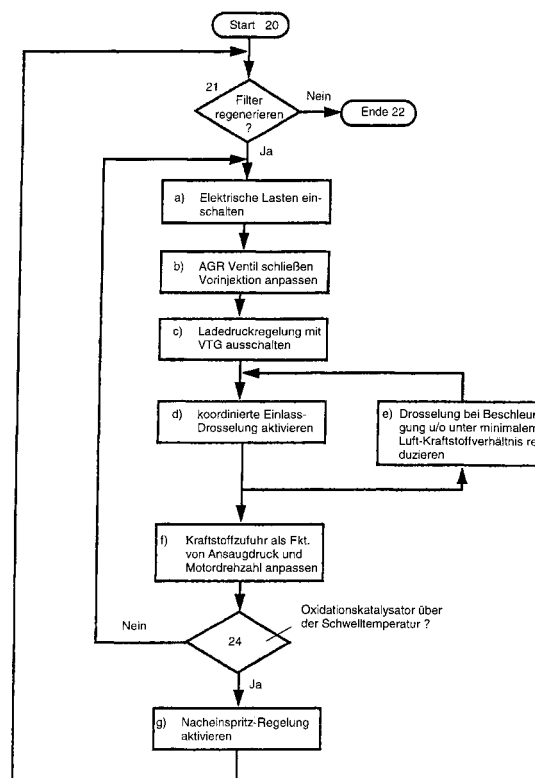 Start 20
21
Filter
regenerieren
?
Nein
Ende 22
Ja
a) Elektrische Lasten ein-
schalten
b) AGR Ventil schließen
Vorinjektion anpassen
c) Ladedruckregelung mit
VTG ausschalten
d) koordinierte Einlass-
Drosselung aktivieren
e) Drosselung bei Beschleun
gung u/o unter minimalem
Luft-Kraftstoffverhältnis re
duzieren
f) Kraftstoffzufuhr als Fkt.
von Ansaugdruck und
Motordrehzahl anpassen
Oxidationskatalysator über
der Schwelltemperatur ?
Nein
24
Ja
g) Nacheinspritz-Regelung
aktivieren